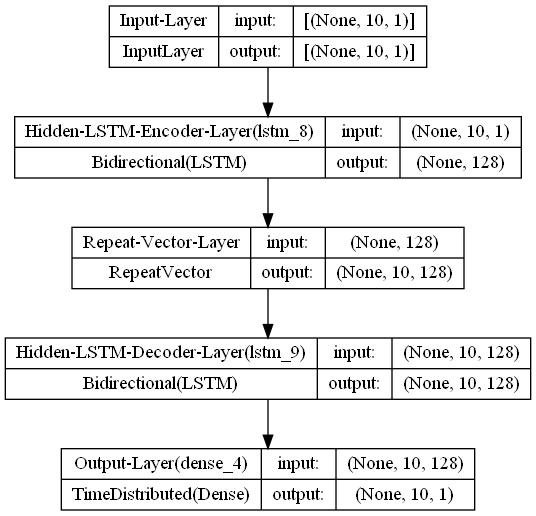 Input-Layer input: [(None, 10, 1)]
InputLayer output: [(None, 10, 1)]
Hidden-LSTM-Encoder-Layer(lstm_8) input: (None, 10, 1)
Bidirectional(LSTM) output: (None, 128)
Repeat-Vector-Layer input: (None, 128)
RepeatVector output: (None, 10, 128)
Hidden-LSTM-Decoder-Layer(lstm_9) input: (None, 10, 128)
Bidirectional(LSTM) output: (None, 10, 128)
Output-Layer(dense_4) input: (None, 10, 128)
TimeDistributed(Dense) output: (None, 10, 1)